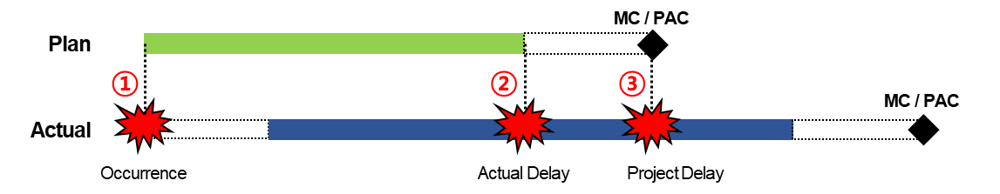 MC / PAC
Plan
① ② ③
MC / PAC
Actual
Occurrence Actual Delay Project Delay